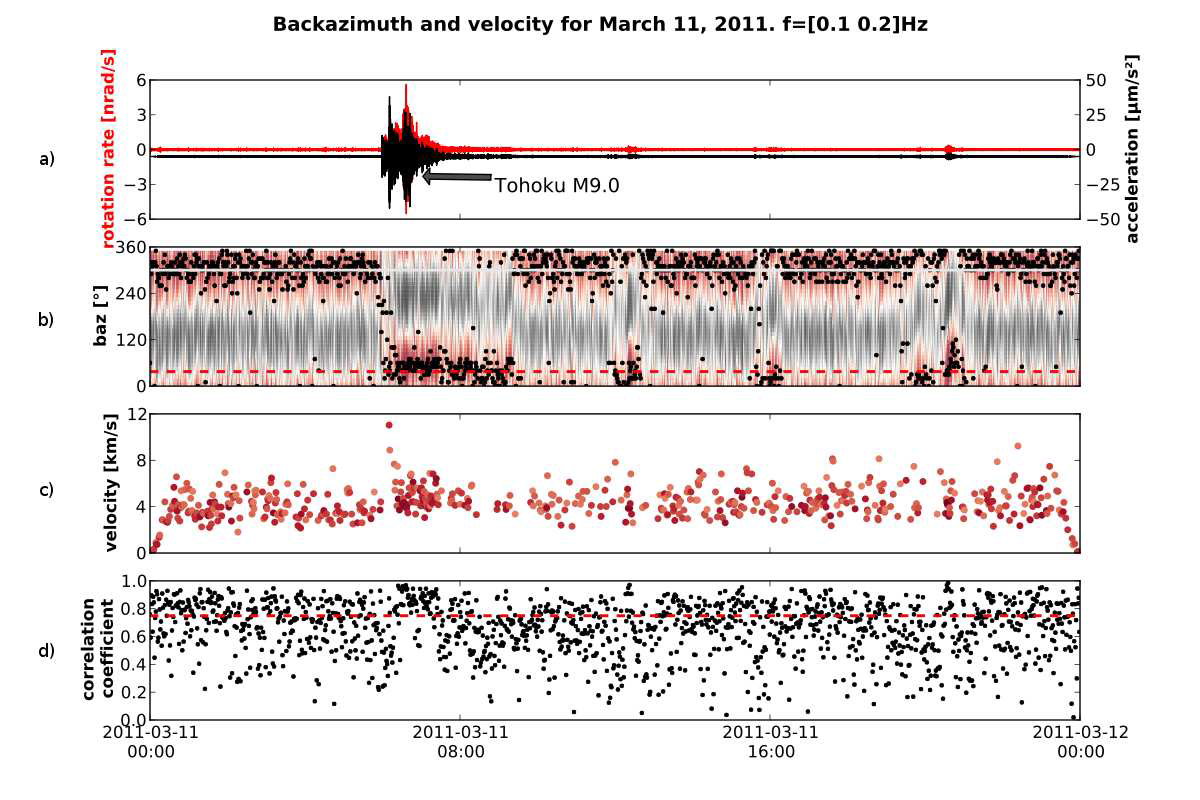 Backazimuth and velocity for March 11, 2011. f=[0.1 0.2]Hz
a)
rotation rate [nrad/s]
6
3
0
−3
−6
Tohoku M9.0
50
25
0
−25
−50
acceleration [μm/s²]
b)
baz [°]
360
240
120
0
c)
velocity [km/s]
12
8
4
0
d)
correlation
coefficient
1.0
0.8
0.6
0.4
0.2
0.0
2011-03-11
00:00
2011-03-11
08:00
2011-03-11
16:00
2011-03-12
00:00